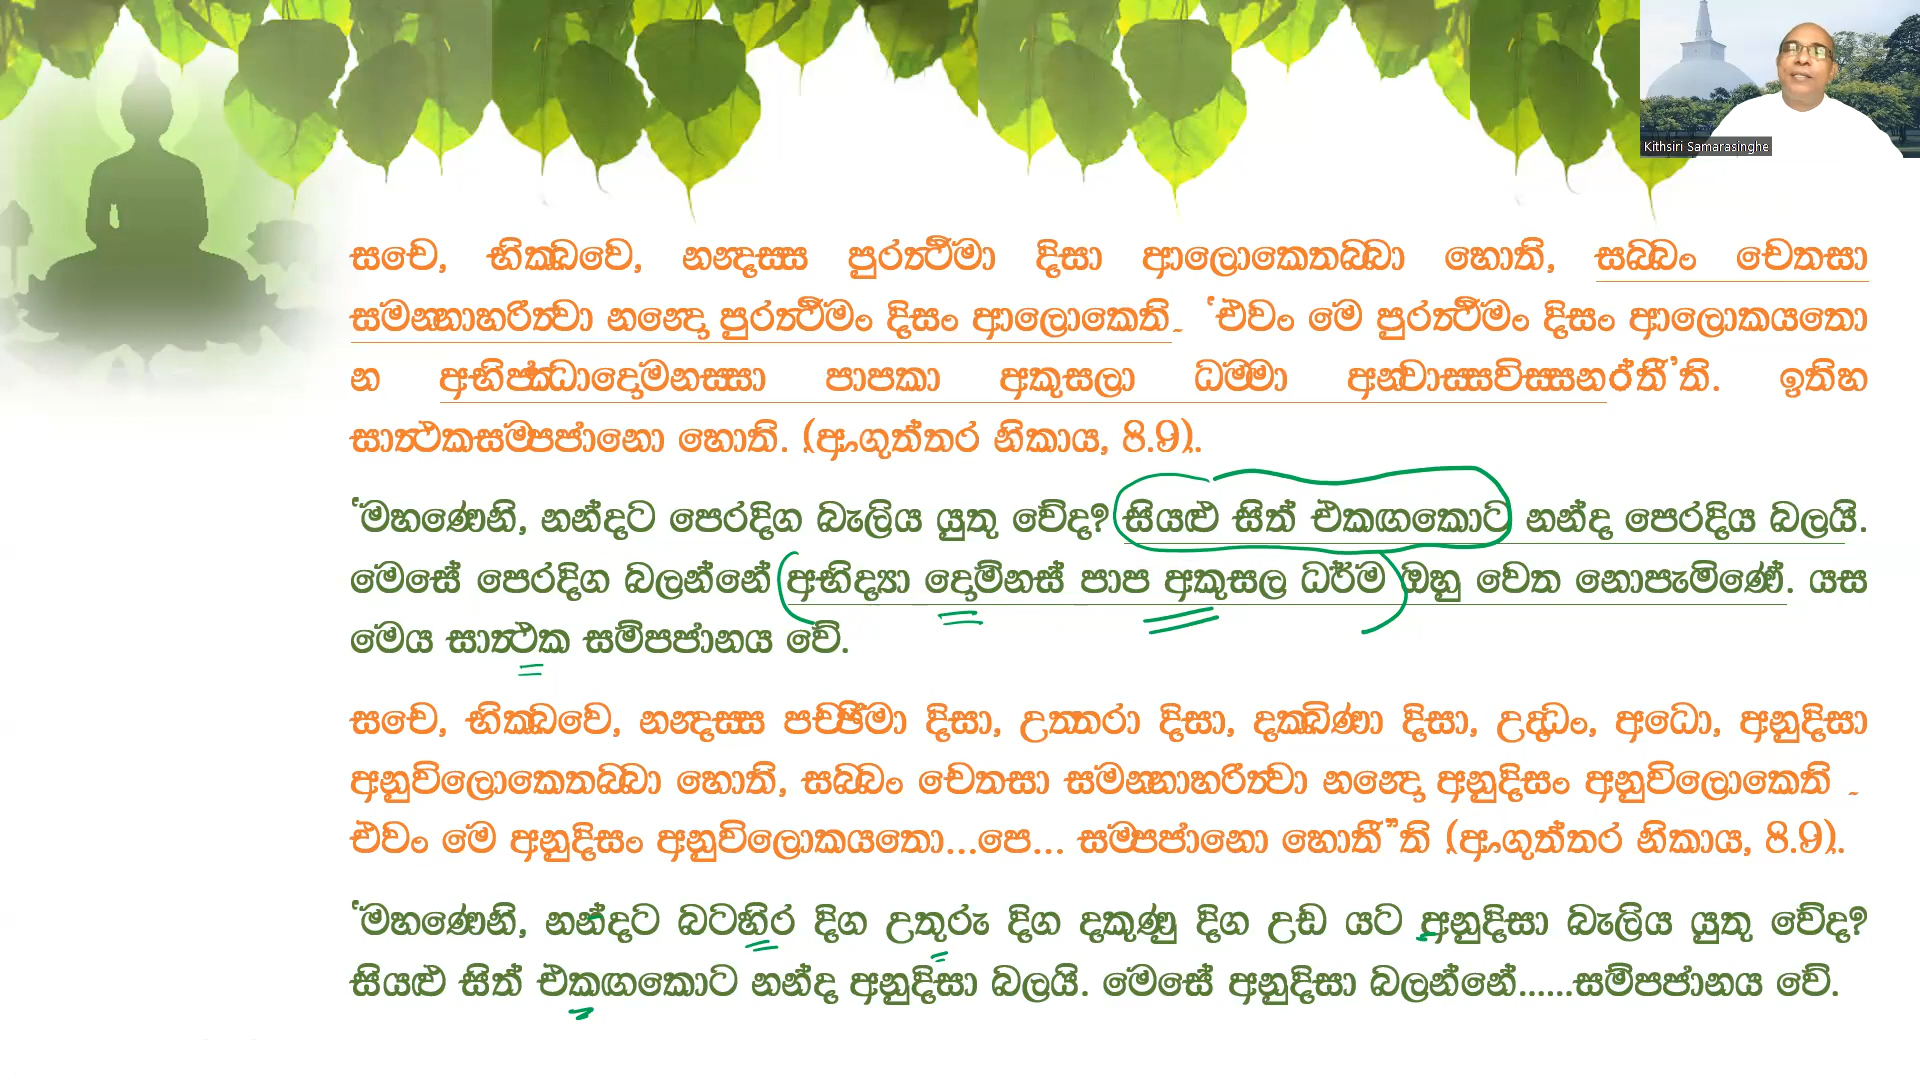 Kithsiri Samarasinghe
සචෙ, භික්ඛවෙ, නන්දස්ස පුරත්ථිමා දිසා ආලොකෙතබ්බා හොති, සබ්බං චෙතසා
සමන්නාහරිත්වා නන්දො පුරත්ථිමං දිසං ආලොකෙති - ‘එවං මෙ පුරත්ථිමං දිසං ආලොකයතො
න අභිජ්ඣාදොමනස්සා පාපකා අකුසලා ධම්මා අන්වාස්සවිස්සන්තී’ති. ඉතිහ
සාත්ථකසම්පජානො හොති. (අංගුත්තර නිකාය, 8.9).
‘මහණෙනි, නන්දට පෙරදිග බැලිය යුතු වේද? සියළු සිත් එකඟකොට නන්ද පෙරදිය බලයි.
මෙසේ පෙරදිග බලන්නේ අභිද්‍යා දොම්නස් පාප අකුසල ධර්ම ඔහු වෙත නොපැමිණේ. යස
මෙය සාත්ථක සම්පජානය වේ.
සචෙ, භික්ඛවෙ, නන්දස්ස පච්ඡිමා දිසා, උත්තරා දිසා, දක්ඛිණා දිසා, උද්ධං, අධො, අනුදිසා
අනුවිලොකෙතබ්බා හොති, සබ්බං චෙතසා සමන්නාහරිත්වා නන්දො අනුදිසං අනුවිලොකෙති -
එවං මෙ අනුදිසං අනුවිලොකයතො...පෙ... සම්පජානො හොතී”ති (අංගුත්තර නිකාය, 8.9).
‘මහණෙනි, නන්දට බටහිර දිග උතුරු දිග දකුණු දිග උඩ යට අනුදිසා බැලිය යුතු වේද?
සියළු සිත් එකඟකොට නන්ද අනුදිසා බලයි. මෙසේ අනුදිසා බලන්නේ......සම්පජානය වේ.